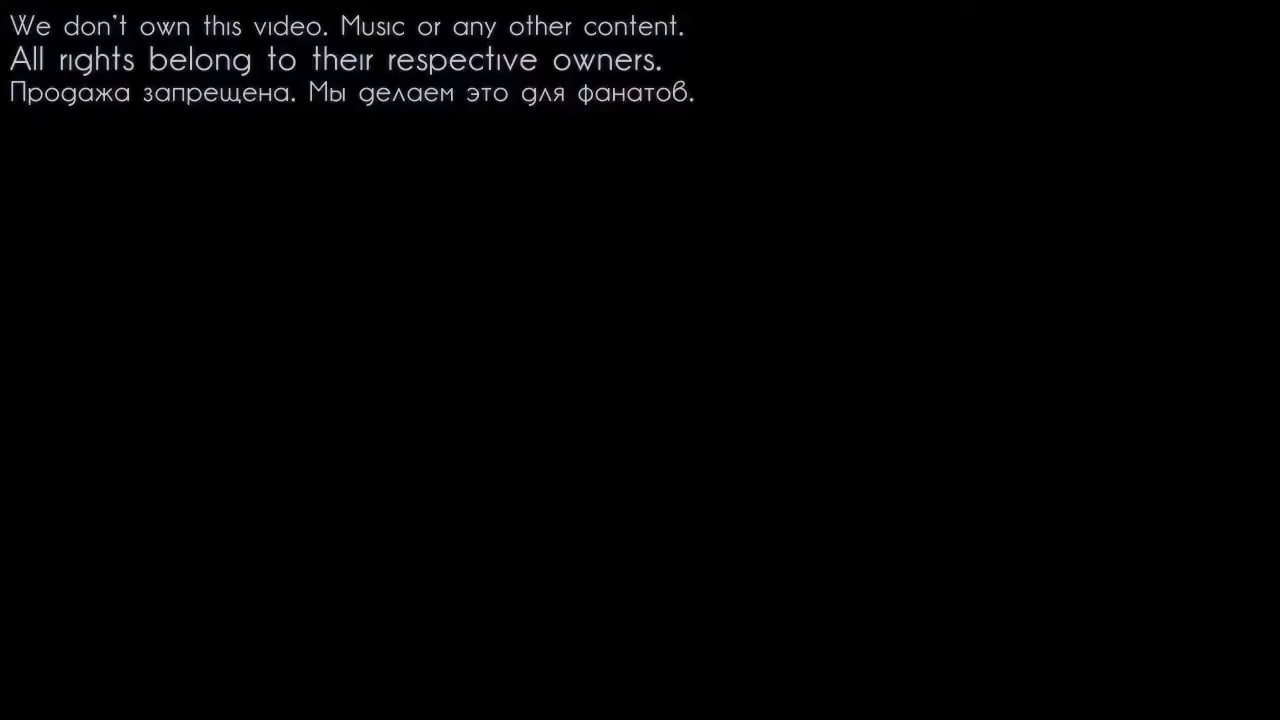 We don't own this video. Music or any other content.
All rights belong to their respective owners.
Продажа запрещена. Мы делаем это для фанатов.